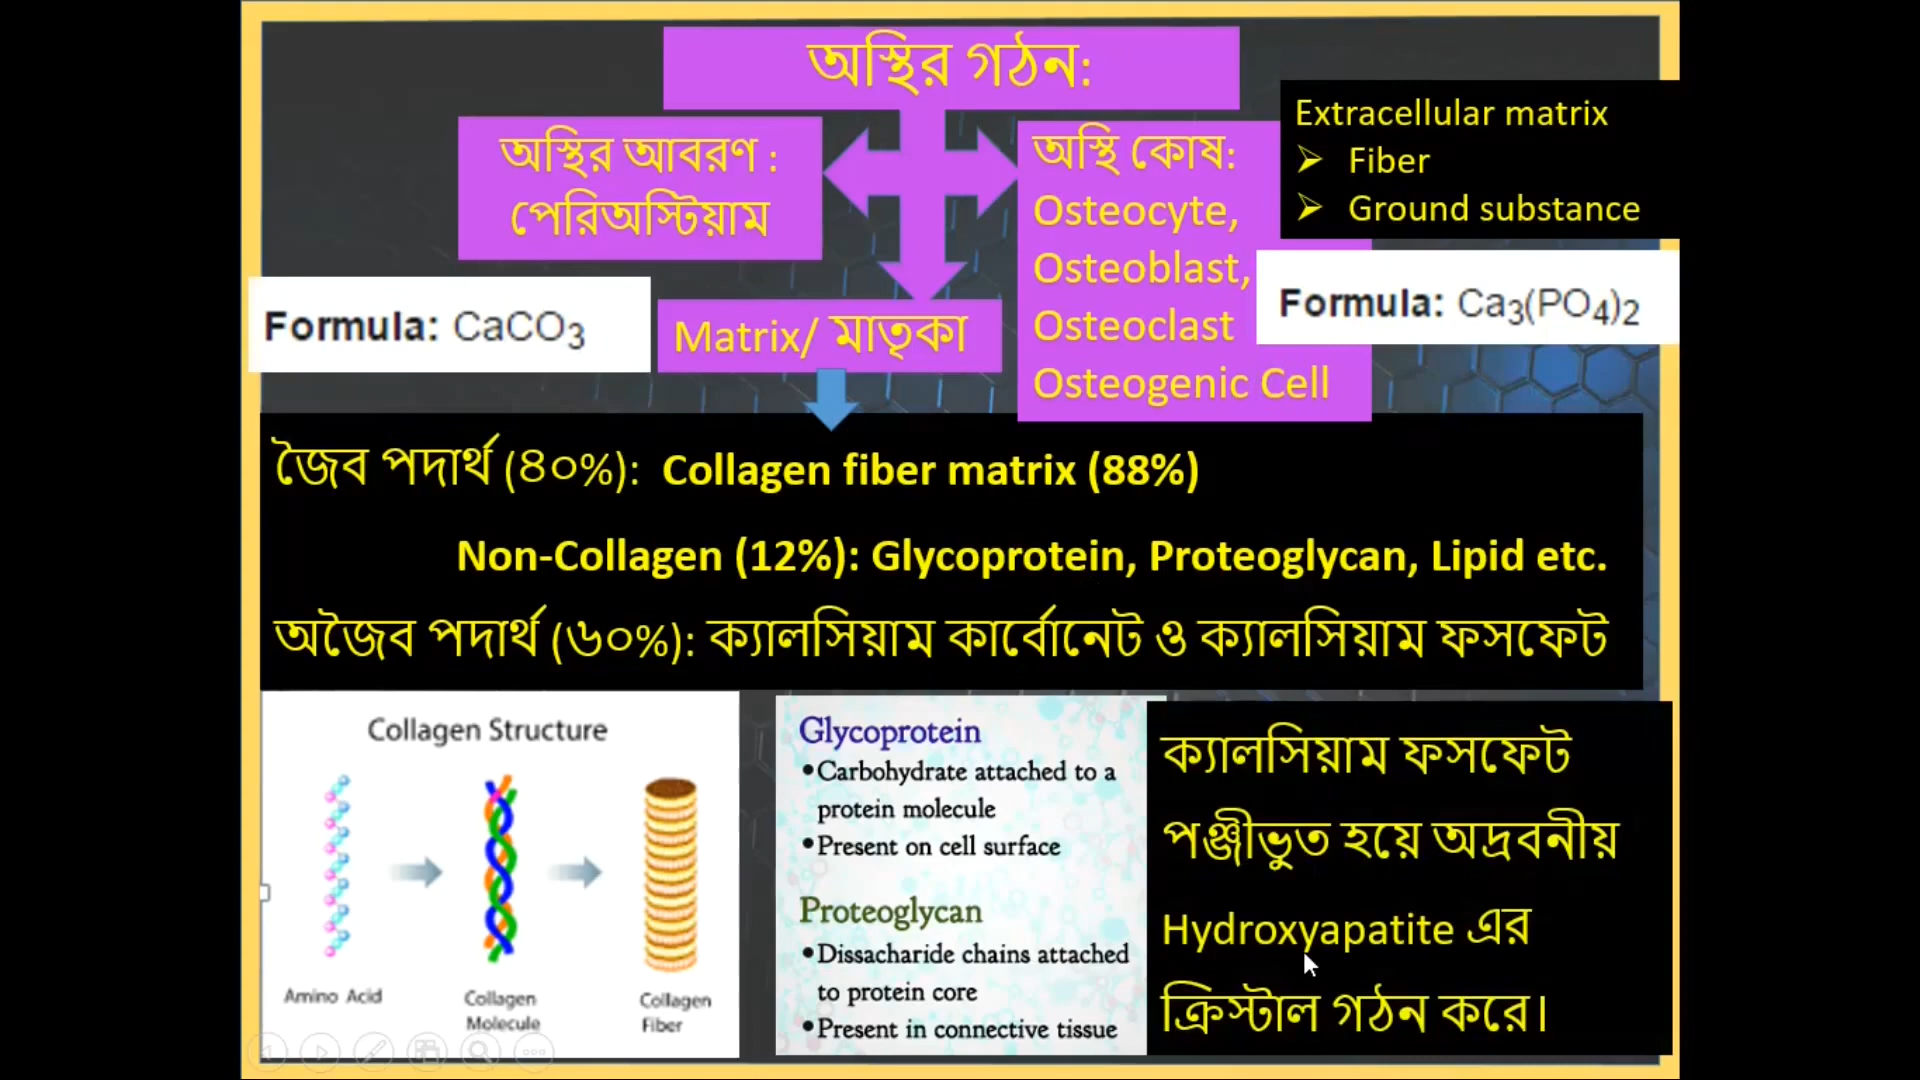 অস্থির গঠন:
অস্থির আবরণ :
পেরিঅস্টিয়াম
অস্থি কোষ:
Osteocyte,
Osteoblast,
Osteoclast
Osteogenic Cell
Extracellular matrix
➢ Fiber
➢ Ground substance
Formula: CaCO3
Matrix/ মাতৃকা
Formula: Ca3(PO4)2
জৈব পদার্থ (৪০%): Collagen fiber matrix (88%)
Non-Collagen (12%): Glycoprotein, Proteoglycan, Lipid etc.
অজৈব পদার্থ (৬০%): ক্যালসিয়াম কার্বোনেট ও ক্যালসিয়াম ফসফেট
Collagen Structure
Amino Acid
Collagen
Molecule
Collagen
Fiber
Glycoprotein
•Carbohydrate attached to a
protein molecule
•Present on cell surface
Proteoglycan
•Dissacharide chains attached
to protein core
•Present in connective tissue
ক্যালসিয়াম ফসফেট
পঞ্জীভুত হয়ে অদ্রবনীয়
Hydroxyapatite এর
ক্রিস্টাল গঠন করে।